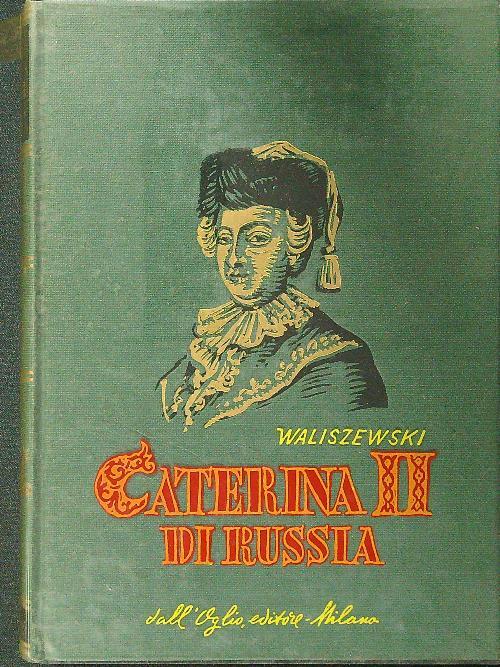 WALISZEWSKI
CATERINA II
DI RUSSIA
dall'Oglio, editore - Milano